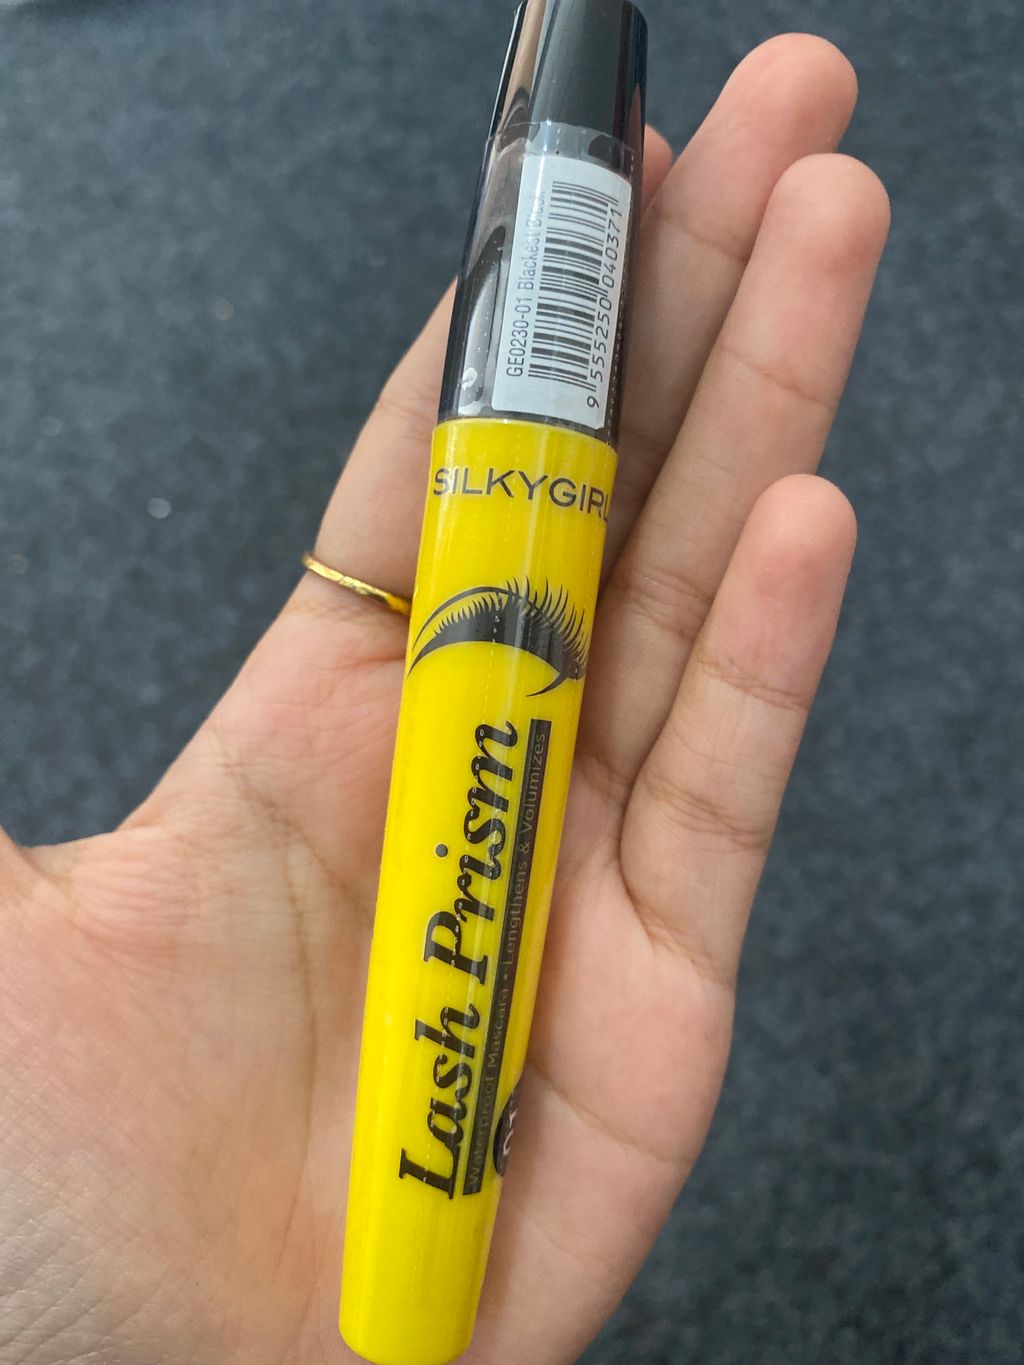 GE0230-01 Blackest Black
9 555250 040371
SILKYGIRL
Lash Prism
Waterproof Mascara • Lengthens & Volumizes